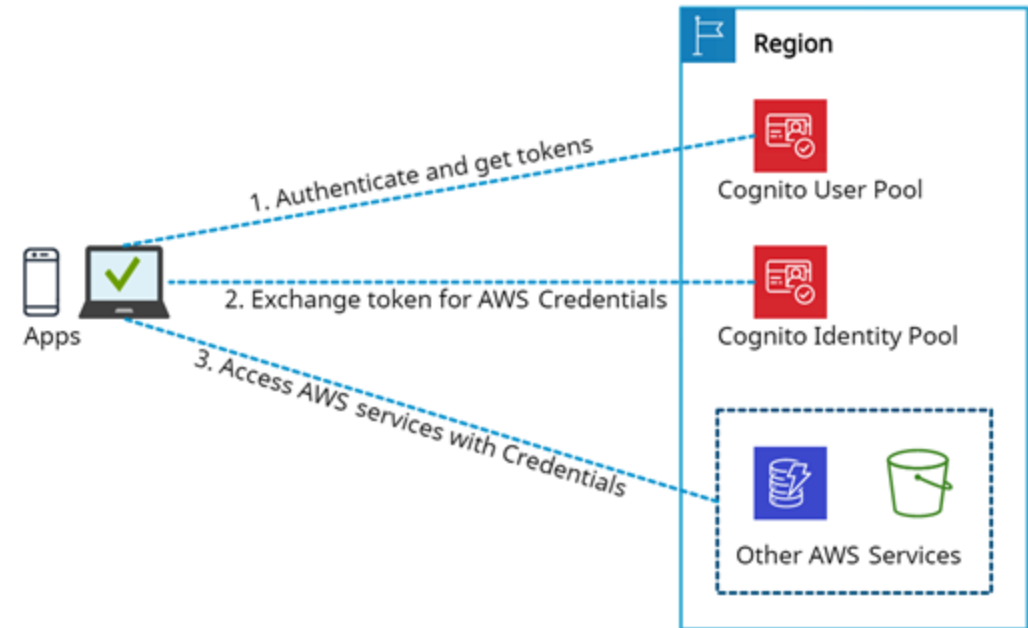 Region
1. Authenticate and get tokens
Cognito User Pool
2. Exchange token for AWS Credentials
Cognito Identity Pool
Apps
3. Access AWS services with Credentials
Other AWS Services